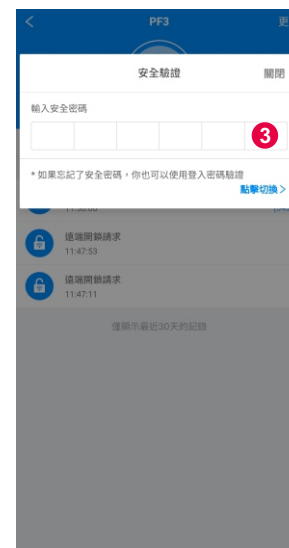 PF3
更
安全驗證
關閉
輸入安全密碼
3
* 如果忘記了安全密碼，你也可以使用登入密碼驗證
點擊切換 >
遠端開鎖請求
11:47:53
遠端開鎖請求
11:47:11
僅顯示最近30天的記錄